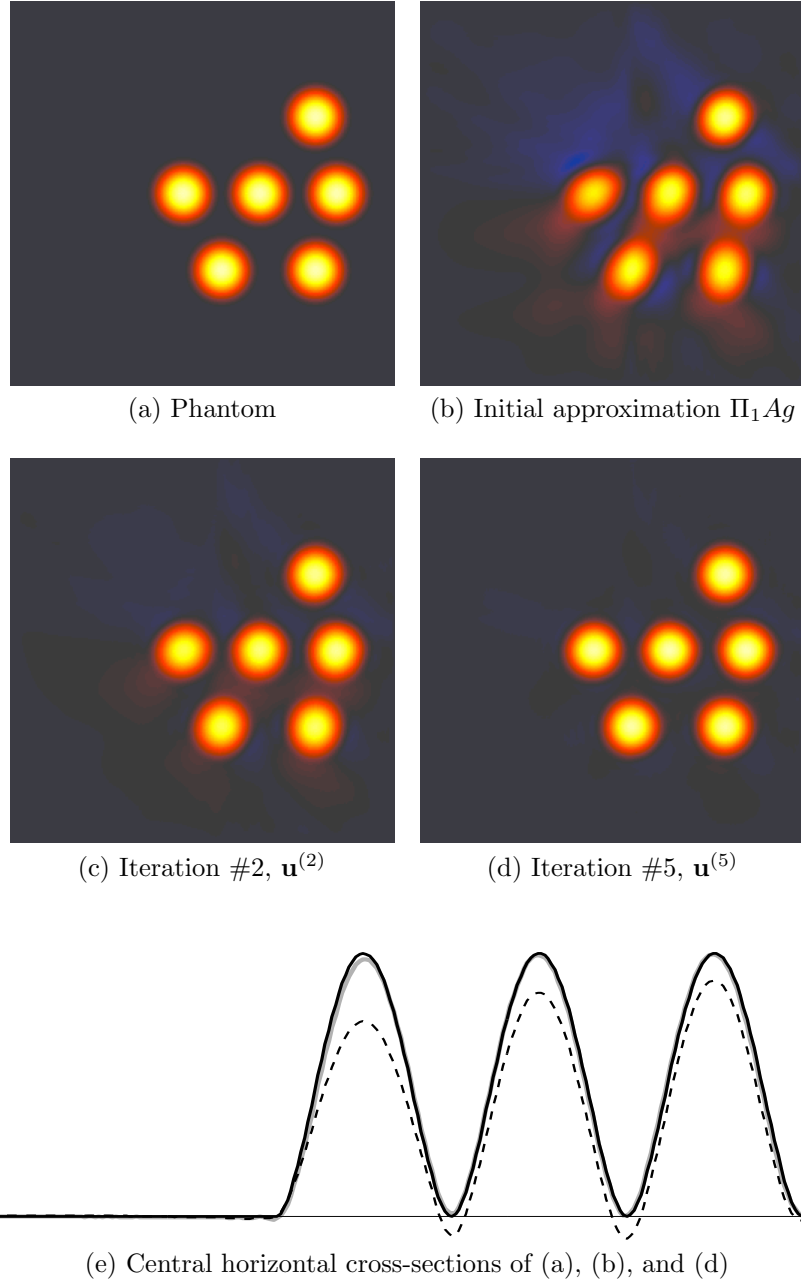 (a) Phantom
(b) Initial approximation Π₁Ag
(c) Iteration #2, 𝐮⁽²⁾
(d) Iteration #5, 𝐮⁽⁵⁾
(e) Central horizontal cross-sections of (a), (b), and (d)